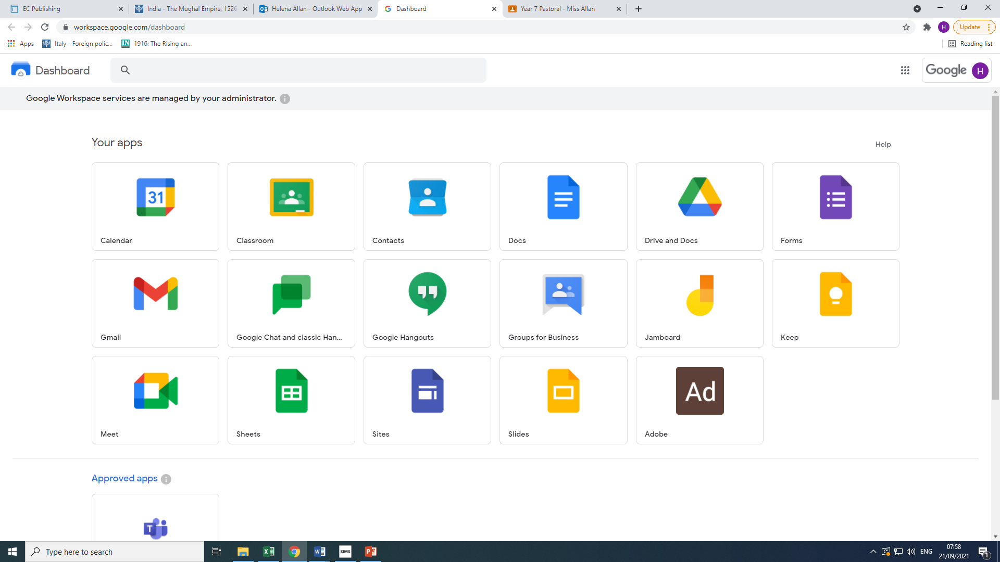 EC Publishing
India - The Mughal Empire, 1526-
Helena Allan - Outlook Web App
Dashboard
Year 7 Pastoral - Miss Allan
workspace.google.com/dashboard
H
Update
Apps
Italy - Foreign polic...
IN
1916: The Rising an...
Reading list
Dashboard
Google
H
Google Workspace services are managed by your administrator.
Your apps
Help
31
Calendar
Classroom
Contacts
Docs
Drive and Docs
Forms
Gmail
Google Chat and classic Han...
Google Hangouts
Groups for Business
Jamboard
Keep
Meet
Sheets
Sites
Slides
Ad
Adobe
Approved apps
T
Type here to search
SIMS
ENG
07:58
21/09/2021
1